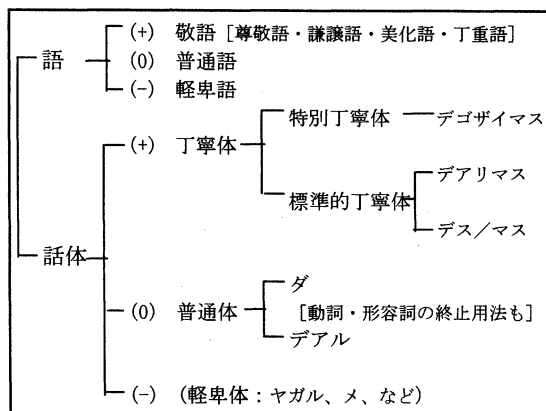 語
(+) 敬語 [尊敬語・謙譲語・美化語・丁重語]
(0) 普通語
(-) 軽卑語
話体
(+) 丁寧体
特別丁寧体
デゴザイマス
標準的丁寧体
デアリマス
デス/マス
(0) 普通体
ダ
[動詞・形容詞の終止用法も]
デアル
(-) (軽卑体:ヤガル、メ、など)